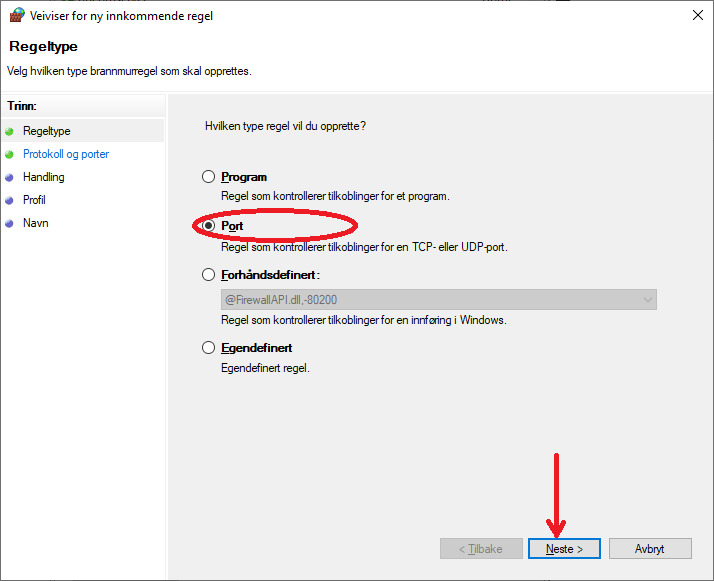 Veiviser for ny innkommende regel
Regeltype
Velg hvilken type brannmurregel som skal opprettes.
Trinn:
Regeltype
Protokoll og porter
Handling
Profil
Navn
Hvilken type regel vil du opprette?
Program
Regel som kontrollerer tilkoblinger for et program.
Port
Regel som kontrollerer tilkoblinger for en TCP- eller UDP-port.
Forhåndsdefinert:
@FirewallAPI.dll,-80200
Regel som kontrollerer tilkoblinger for en innføring i Windows.
Egendefinert
Egendefinert regel.
< Tilbake
Neste >
Avbryt